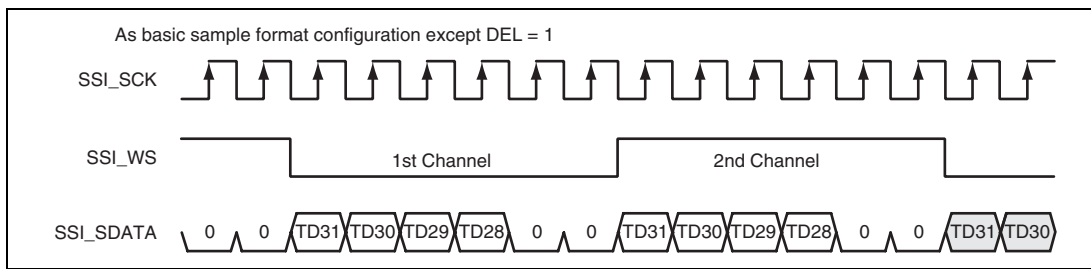 As basic sample format configuration except DEL = 1
SSI_SCK
SSI_WS 1st Channel 2nd Channel
SSI_SDATA 0 0 TD31 TD30 TD29 TD28 0 0 TD31 TD30 TD29 TD28 0 0 TD31 TD30